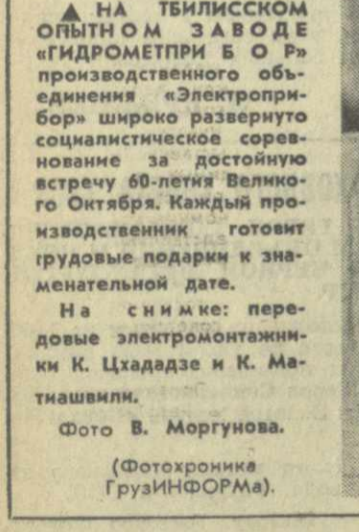 ▲ НА ТБИЛИССКОМ
ОПЫТНОМ ЗАВОДЕ
«ГИДРОМЕТПРИБОР»
производственного объ-
единения «Электропри-
бор» широко развернуто
социалистическое сорев-
нование за достойную
встречу 60-летия Велико-
го Октября. Каждый про-
изводственник готовит
трудовые подарки к зна-
менательной дате.
На снимке: пере-
довые электромонтажни-
ки К. Цхададзе и К. Ма-
тиашвили.
Фото В. Моргунова.
(Фотохроника
ГрузИНФОРМа).